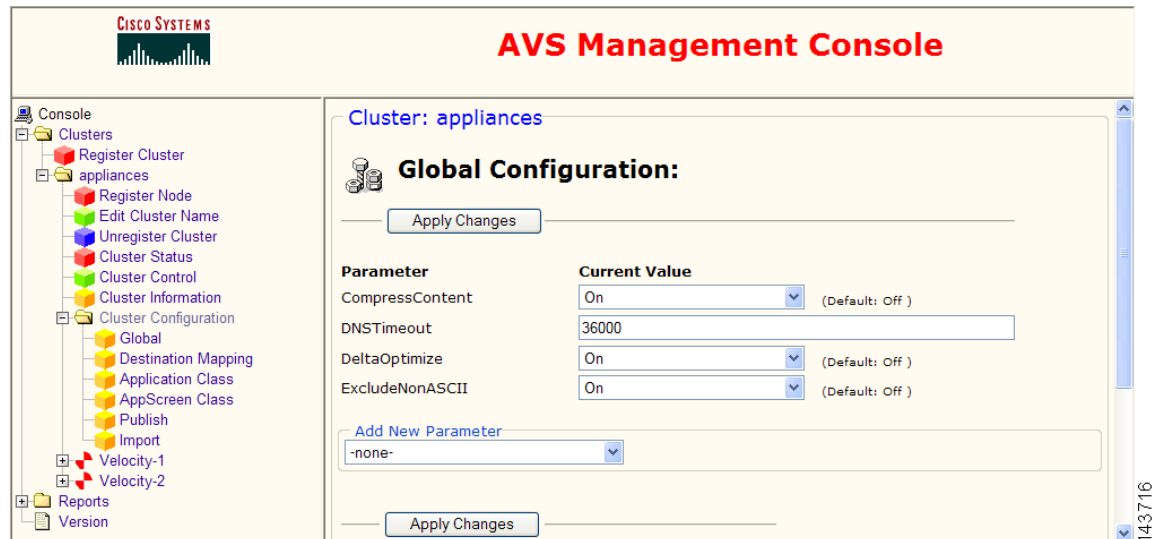 CISCO SYSTEMS
AVS Management Console
Console
Clusters
Register Cluster
appliances
Register Node
Edit Cluster Name
Unregister Cluster
Cluster Status
Cluster Control
Cluster Information
Cluster Configuration
Global
Destination Mapping
Application Class
AppScreen Class
Publish
Import
Velocity-1
Velocity-2
Reports
Version
Cluster: appliances
Global Configuration:
Apply Changes
Parameter Current Value
CompressContent On (Default: Off )
DNSTimeout 36000
DeltaOptimize On (Default: Off )
ExcludeNonASCII On (Default: Off )
Add New Parameter
-none-
Apply Changes
143716